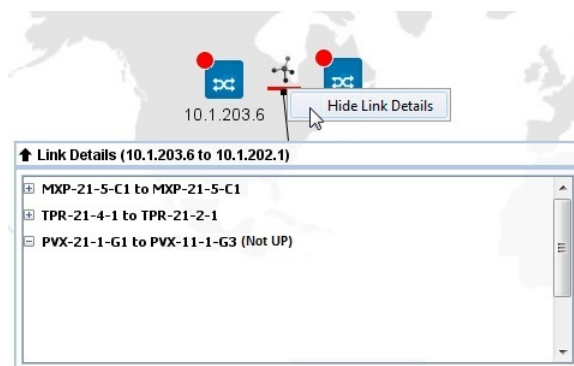 10.1.203.6
Hide Link Details
Link Details (10.1.203.6 to 10.1.202.1)
MXP-21-5-C1 to MXP-21-5-C1
TPR-21-4-1 to TPR-21-2-1
PVX-21-1-G1 to PVX-11-1-G3 (Not UP)